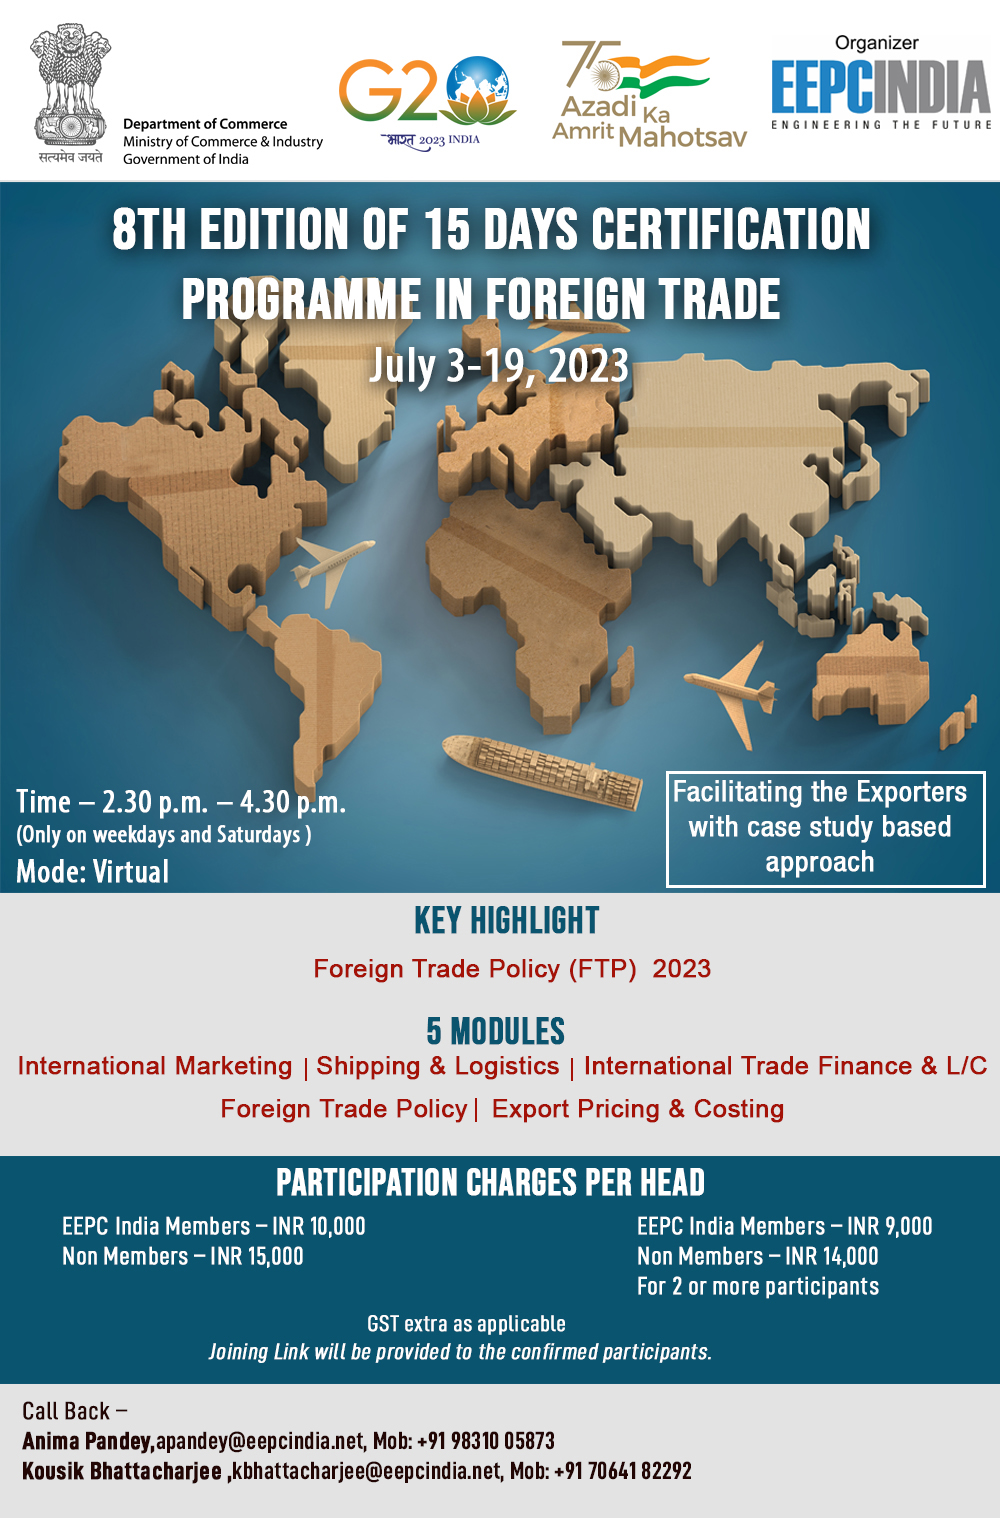 सत्यमेव जयते
Department of Commerce
Ministry of Commerce & Industry
Government of India
G20
भारत 2023 INDIA
75
Azadi Ka
Amrit Mahotsav
Organizer
EEPCINDIA
ENGINEERING THE FUTURE
8TH EDITION OF 15 DAYS CERTIFICATION
PROGRAMME IN FOREIGN TRADE
July 3-19, 2023
Time – 2.30 p.m. – 4.30 p.m.
(Only on weekdays and Saturdays )
Mode: Virtual
Facilitating the Exporters
with case study based
approach
KEY HIGHLIGHT
Foreign Trade Policy (FTP) 2023
5 MODULES
International Marketing | Shipping & Logistics | International Trade Finance & L/C
Foreign Trade Policy | Export Pricing & Costing
PARTICIPATION CHARGES PER HEAD
EEPC India Members – INR 10,000
Non Members – INR 15,000
EEPC India Members – INR 9,000
Non Members – INR 14,000
For 2 or more participants
GST extra as applicable
Joining Link will be provided to the confirmed participants.
Call Back –
Anima Pandey,apandey@eepcindia.net, Mob: +91 98310 05873
Kousik Bhattacharjee ,kbhattacharjee@eepcindia.net, Mob: +91 70641 82292